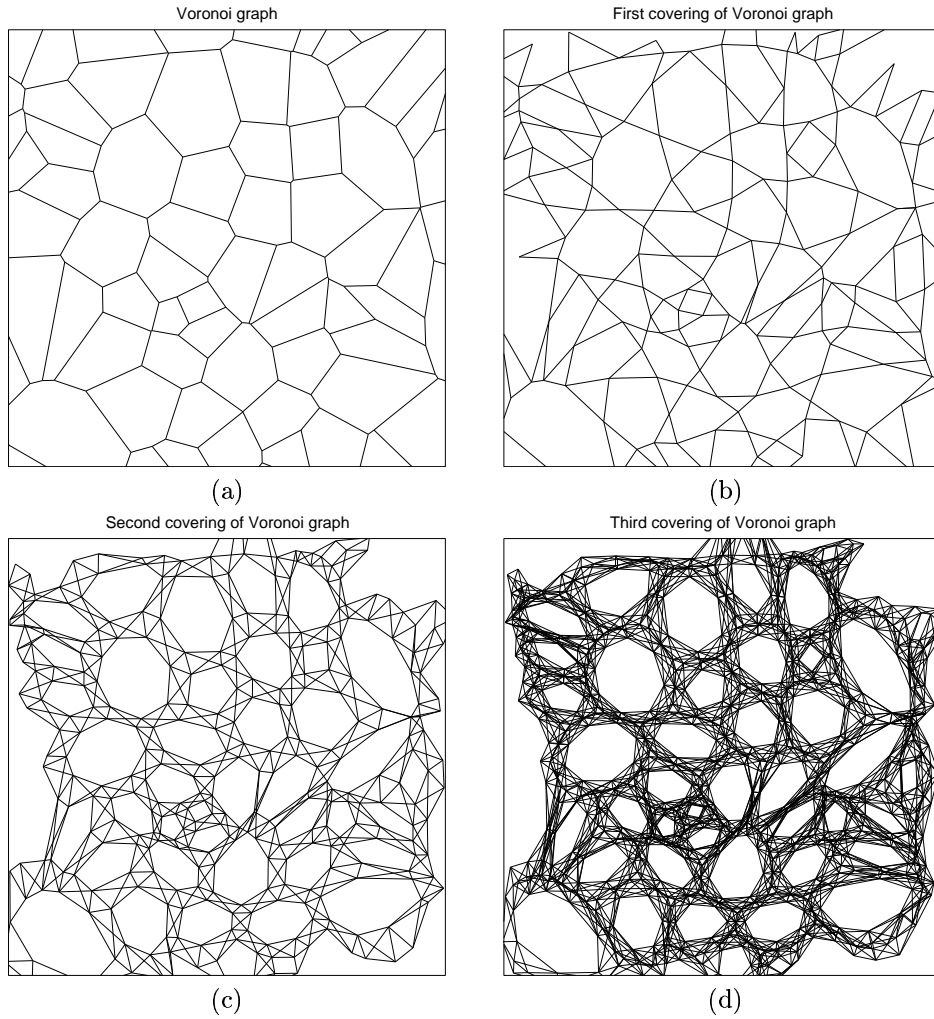 Voronoi graph
First covering of Voronoi graph
(a)
(b)
Second covering of Voronoi graph
Third covering of Voronoi graph
(c)
(d)